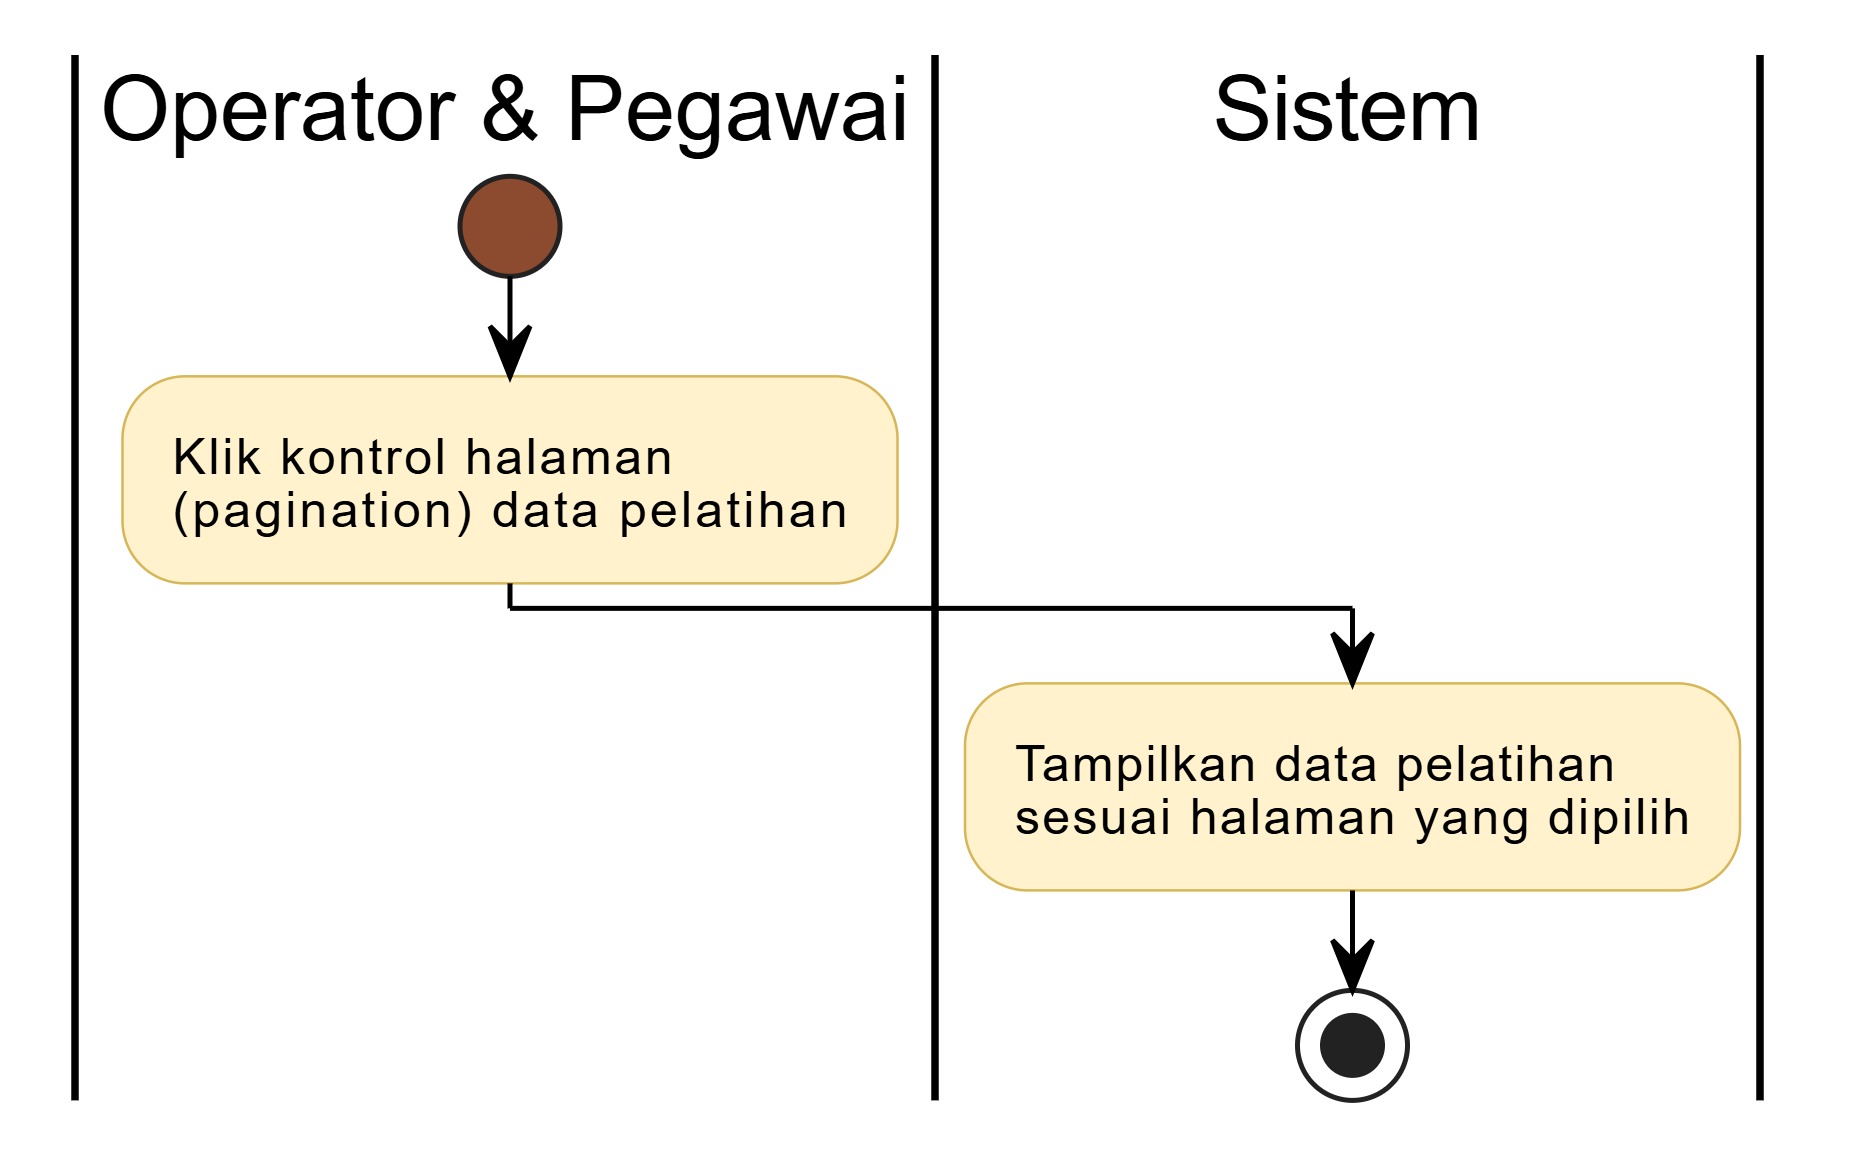 Operator & Pegawai
Sistem
Klik kontrol halaman
(pagination) data pelatihan
Tampilkan data pelatihan
sesuai halaman yang dipilih